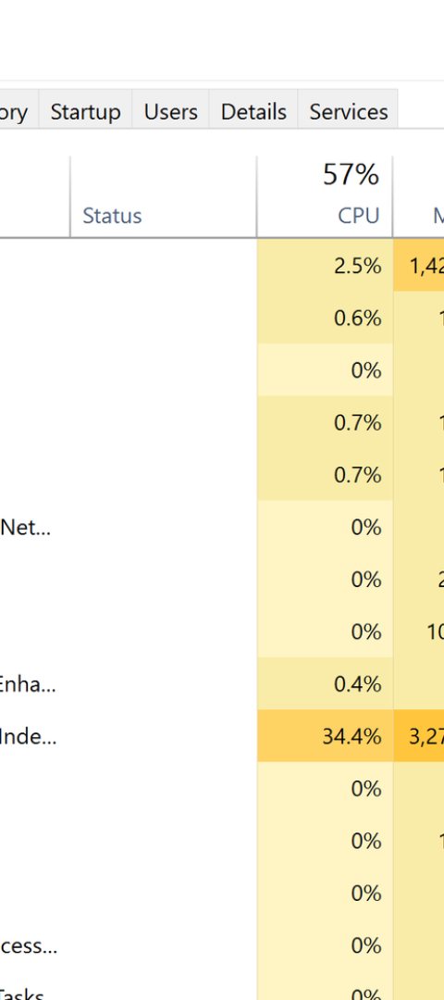 ory Startup Users Details Services
57%
Status CPU M
2.5% 1,42
0.6% 1
0%
0.7% 1
0.7% 1
Net... 0%
0% 2
0% 10
Enha... 0.4%
Inde... 34.4% 3,27
0%
0% 1
0%
cess... 0%
Tasks 0%